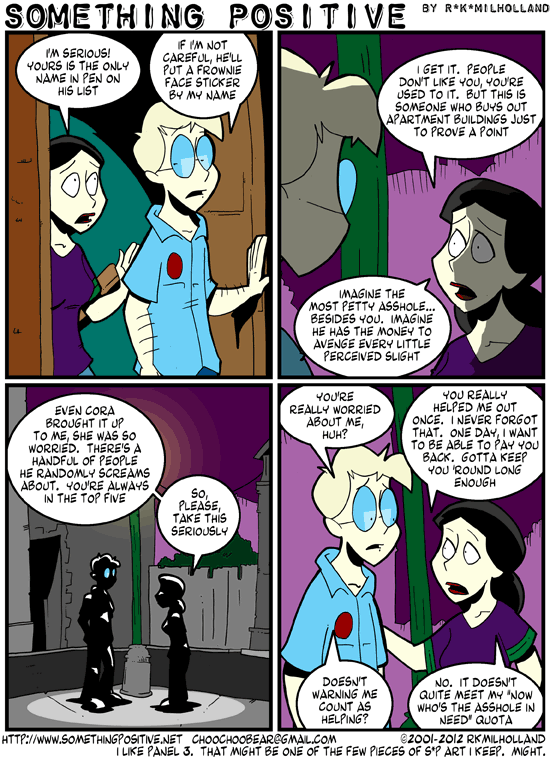 SOMETHING POSITIVE BY R*K*MILHOLLAND
I'M SERIOUS!
YOURS IS THE ONLY
NAME IN PEN ON
HIS LIST
IF I'M NOT
CAREFUL, HE'LL
PUT A FROWNIE
FACE STICKER
BY MY NAME
I GET IT. PEOPLE
DON'T LIKE YOU, YOU'RE
USED TO IT. BUT THIS IS
SOMEONE WHO BUYS OUT
APARTMENT BUILDINGS JUST
TO PROVE A POINT
IMAGINE THE
MOST PETTY ASSHOLE...
BESIDES YOU. IMAGINE
HE HAS THE MONEY TO
AVENGE EVERY LITTLE
PERCEIVED SLIGHT
EVEN CORA
BROUGHT IT UP
TO ME, SHE WAS SO
WORRIED. THERE'S A
HANDFUL OF PEOPLE
HE RANDOMLY SCREAMS
ABOUT. YOU'RE ALWAYS
IN THE TOP FIVE
SO,
PLEASE,
TAKE THIS
SERIOUSLY
YOU'RE
REALLY WORRIED
ABOUT ME,
HUH?
YOU REALLY
HELPED ME OUT
ONCE. I NEVER FORGOT
THAT. ONE DAY, I WANT
TO BE ABLE TO PAY YOU
BACK. GOTTA KEEP
YOU 'ROUND LONG
ENOUGH
DOESN'T
WARNING ME
COUNT AS
HELPING?
NO. IT DOESN'T
QUITE MEET MY "NOW
WHO'S THE ASSHOLE IN
NEED" QUOTA
HTTP://WWW.SOMETHINGPOSITIVE.NET CHOOCHOOBEAR@GMAIL.COM ©2001-2012 RKMILHOLLAND
I LIKE PANEL 3. THAT MIGHT BE ONE OF THE FEW PIECES OF S*P ART I KEEP. MIGHT.